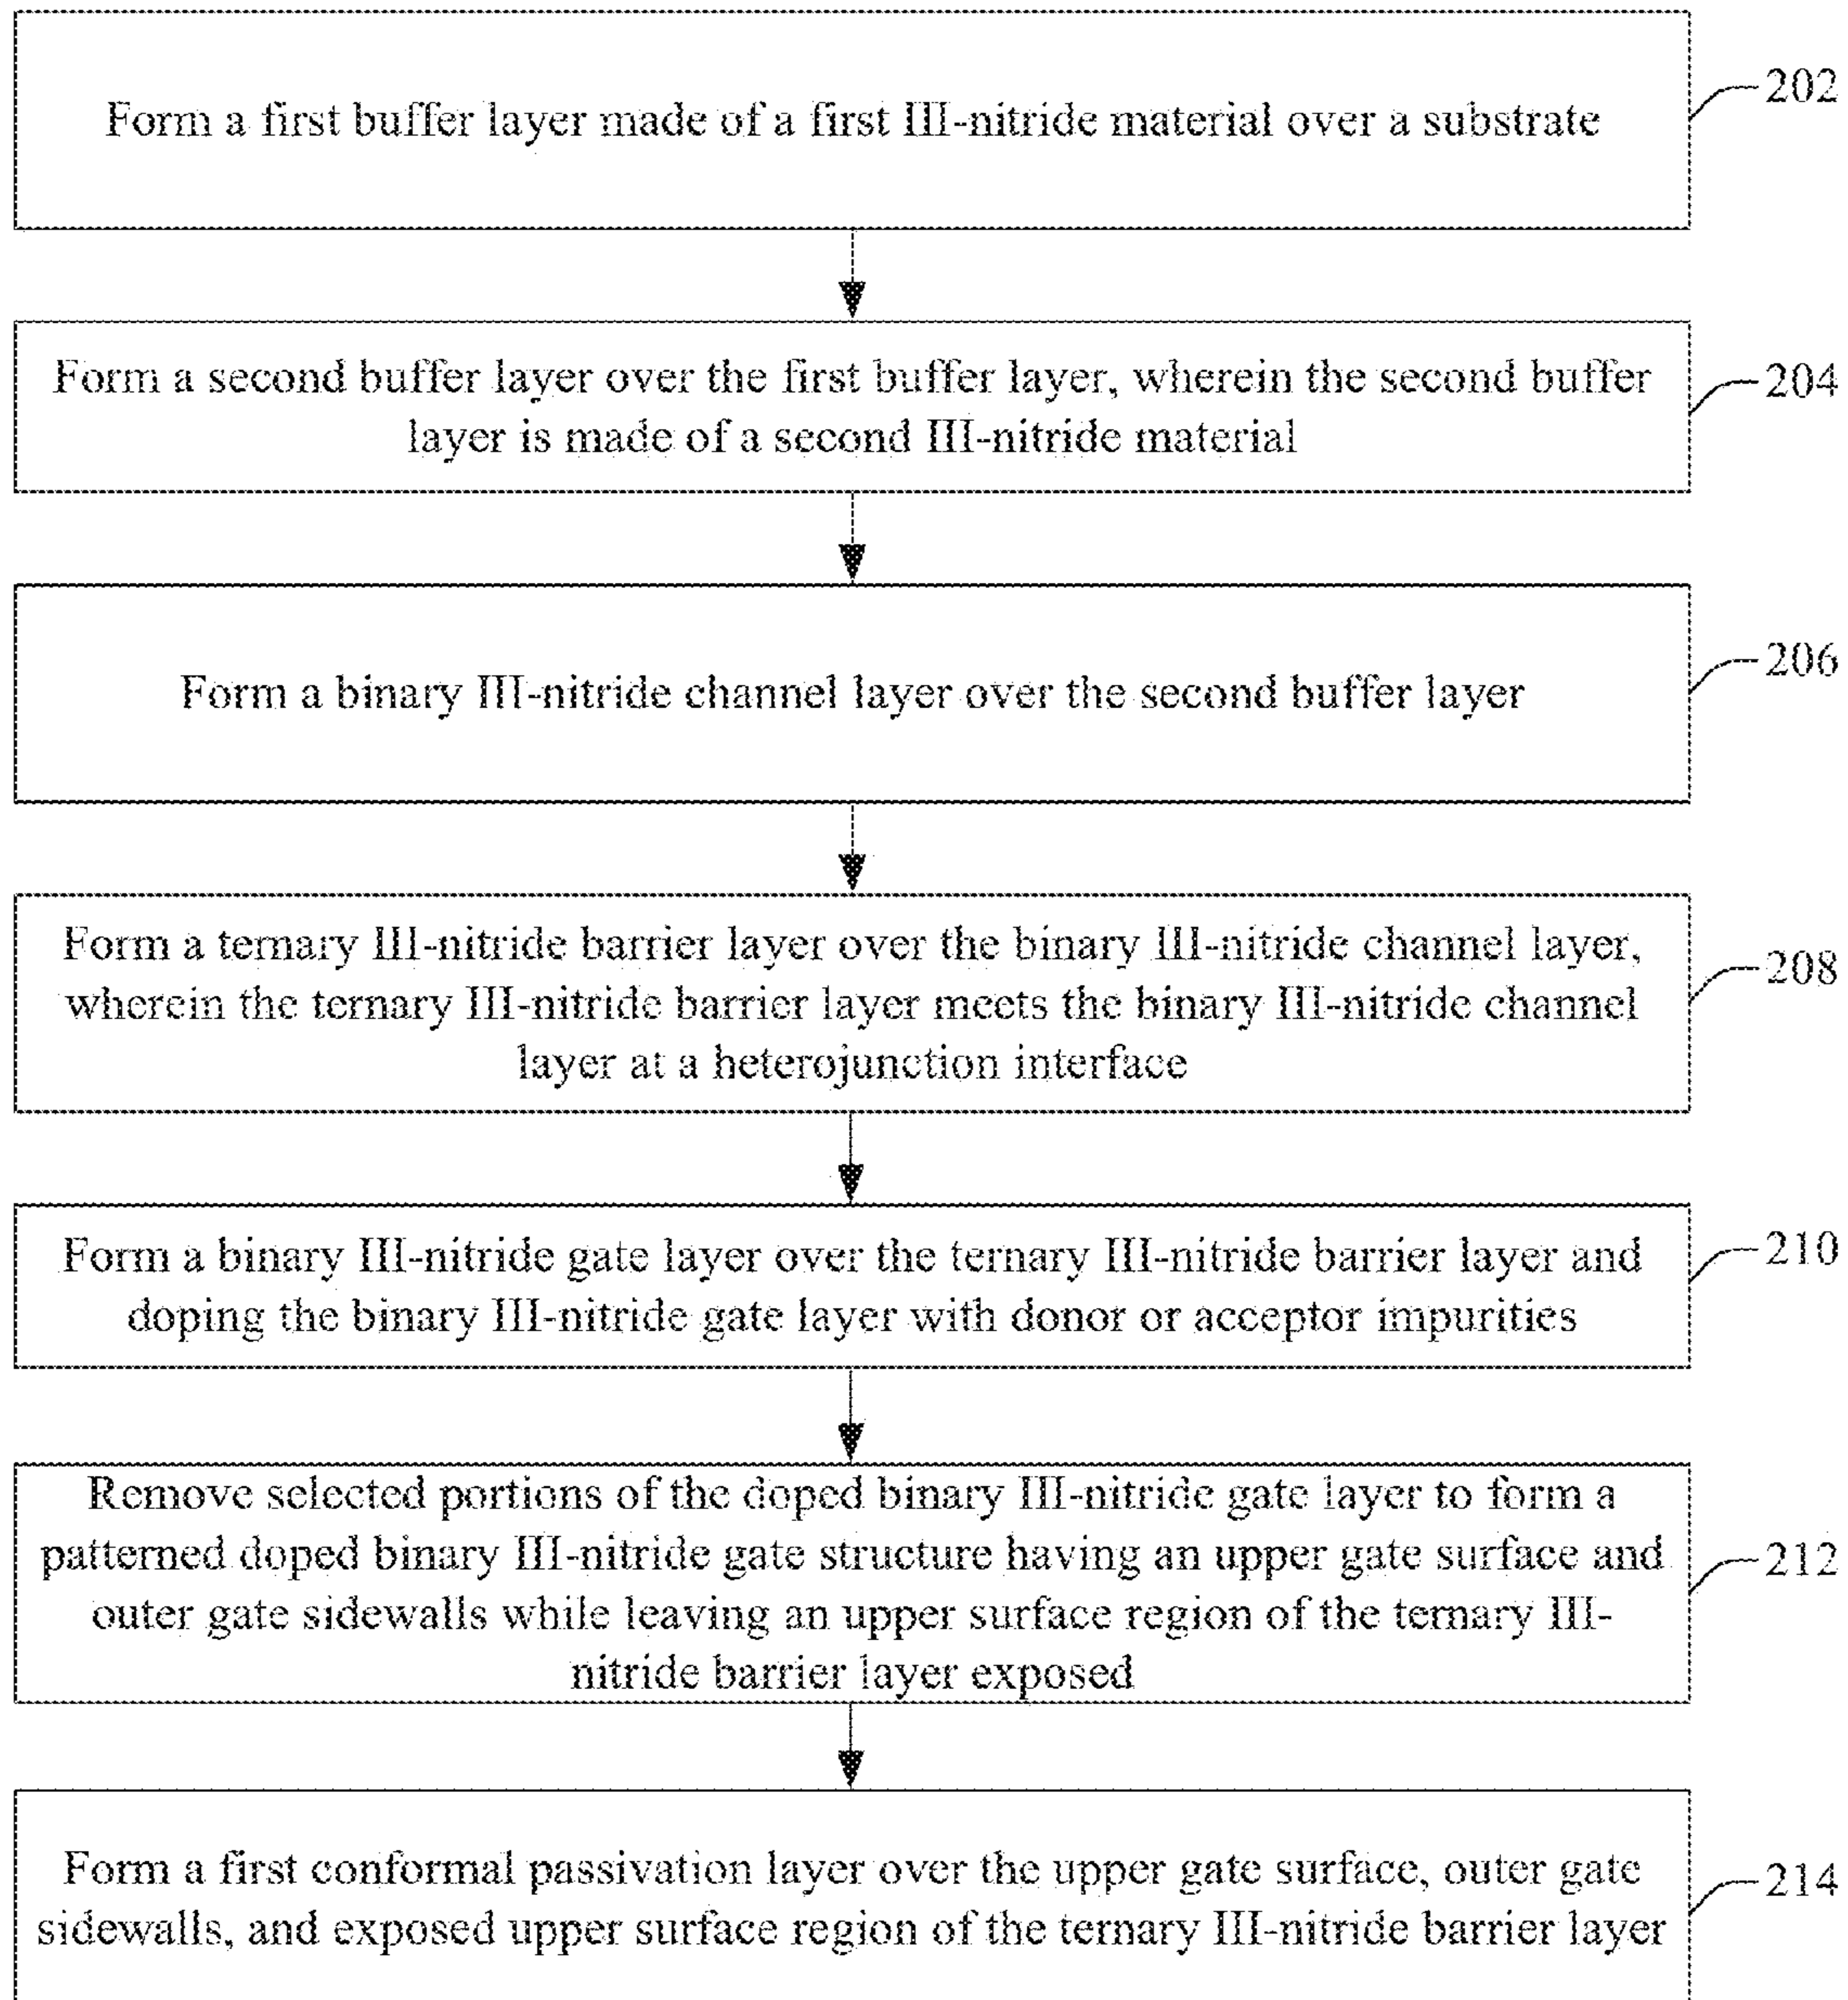 Form a first buffer layer made of a first III-nitride material over a substrate
202
Form a second buffer layer over the first buffer layer, wherein the second buffer
layer is made of a second III-nitride material
204
Form a binary III-nitride channel layer over the second buffer layer
206
Form a ternary III-nitride barrier layer over the binary III-nitride channel layer,
wherein the ternary III-nitride barrier layer meets the binary III-nitride channel
layer at a heterojunction interface
208
Form a binary III-nitride gate layer over the ternary III-nitride barrier layer and
doping the binary III-nitride gate layer with donor or acceptor impurities
210
Remove selected portions of the doped binary III-nitride gate layer to form a
patterned doped binary III-nitride gate structure having an upper gate surface and
outer gate sidewalls while leaving an upper surface region of the ternary III-
nitride barrier layer exposed
212
Form a first conformal passivation layer over the upper gate surface, outer gate
sidewalls, and exposed upper surface region of the ternary III-nitride barrier layer
214